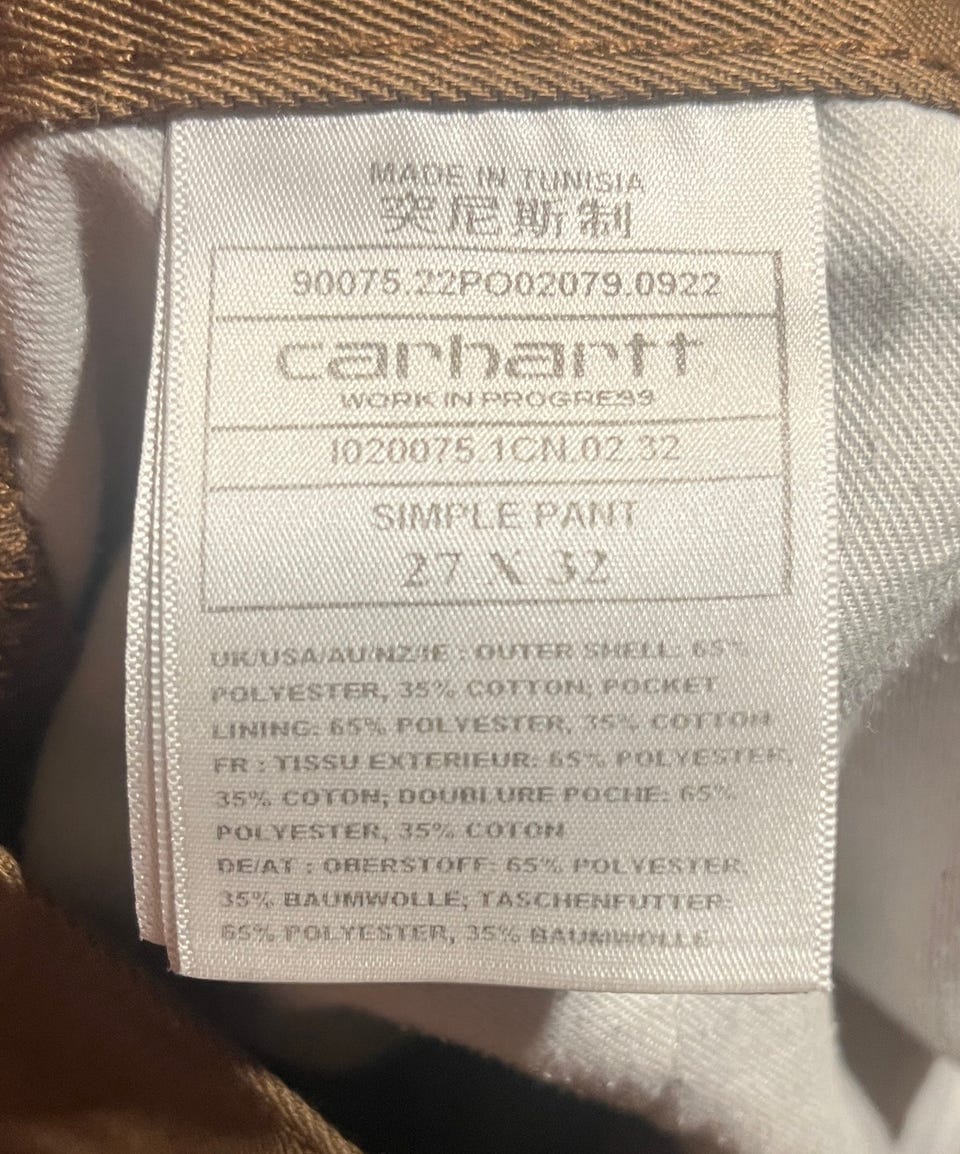 MADE IN TUNISIA
突尼斯制
90075.22PO02079.0922
carhartt
WORK IN PROGRESS
I020075.1CN.02.32
SIMPLE PANT
27 X 32
UK/USA/AU/NZ/IE : OUTER SHELL: 65%
POLYESTER, 35% COTTON; POCKET
LINING: 65% POLYESTER, 35% COTTON
FR : TISSU EXTERIEUR: 65% POLYESTER,
35% COTON; DOUBLURE POCHE: 65%
POLYESTER, 35% COTON
DE/AT : OBERSTOFF: 65% POLYESTER,
35% BAUMWOLLE; TASCHENFUTTER:
65% POLYESTER, 35% BAUMWOLLE